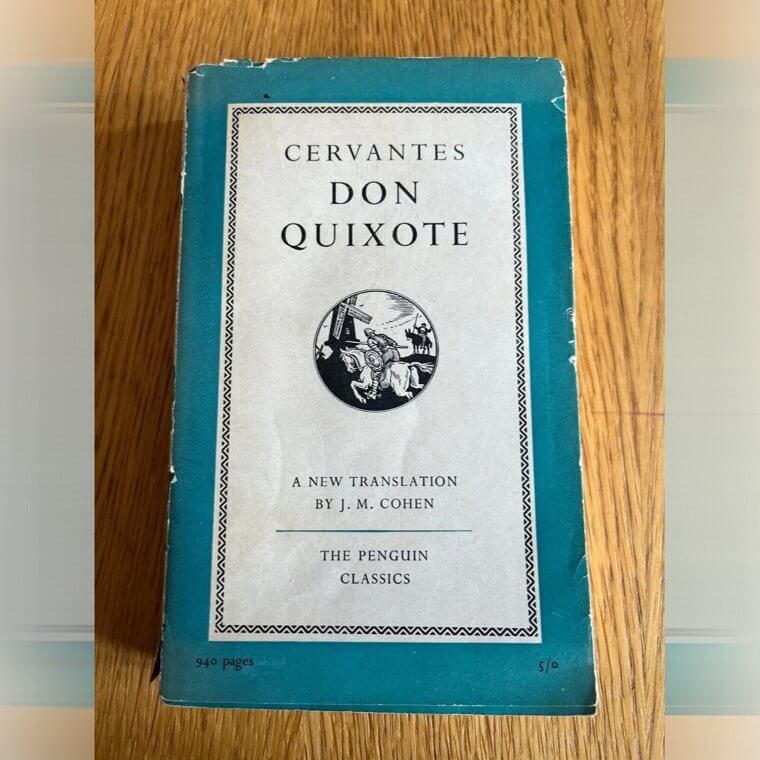 CERVANTES
DON
QUIXOTE
A NEW TRANSLATION
BY J. M. COHEN
THE PENGUIN
CLASSICS
940 pages
5/0